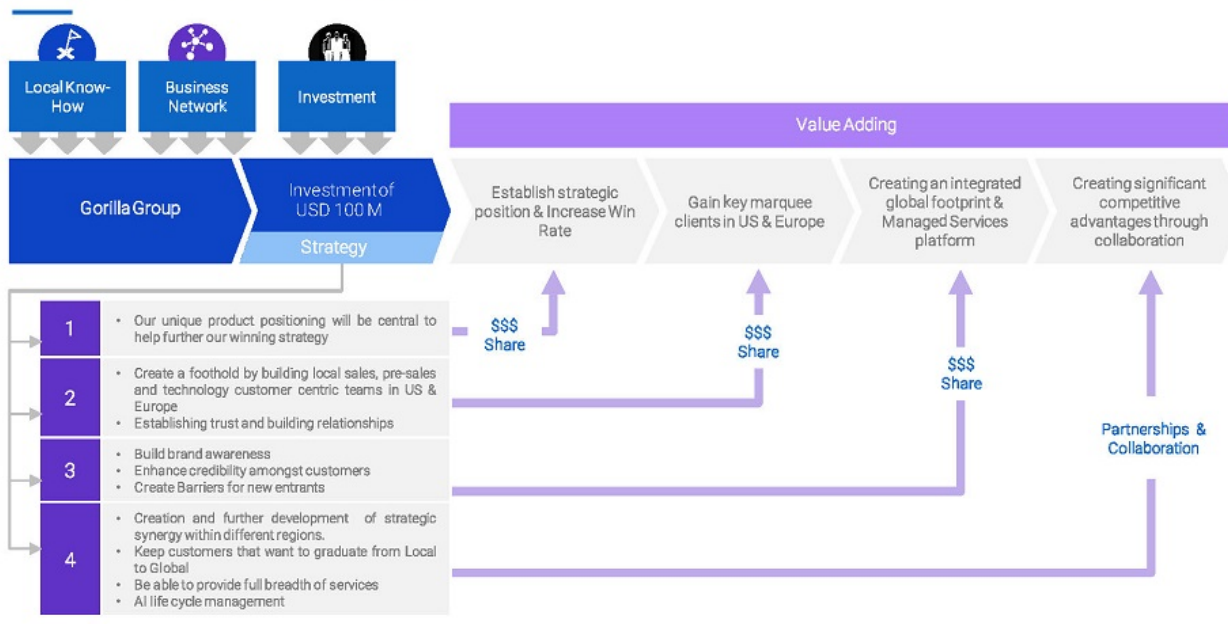 Local Know-
How
Business
Network
Investment
Value Adding
Gorilla Group
Investment of
USD 100 M
Strategy
Establish strategic
position & Increase Win
Rate
Gain key marquee
clients in US & Europe
Creating an integrated
global footprint &
Managed Services
platform
Creating significant
competitive
advantages through
collaboration
1
• Our unique product positioning will be central to
help further our winning strategy
$$$
Share
2
• Create a foothold by building local sales, pre-sales
and technology customer centric teams in US &
Europe
• Establishing trust and building relationships
$$$
Share
3
• Build brand awareness
• Enhance credibility amongst customers
• Create Barriers for new entrants
$$$
Share
4
• Creation and further development of strategic
synergy within different regions.
• Keep customers that want to graduate from Local
to Global
• Be able to provide full breadth of services
• AI life cycle management
Partnerships &
Collaboration